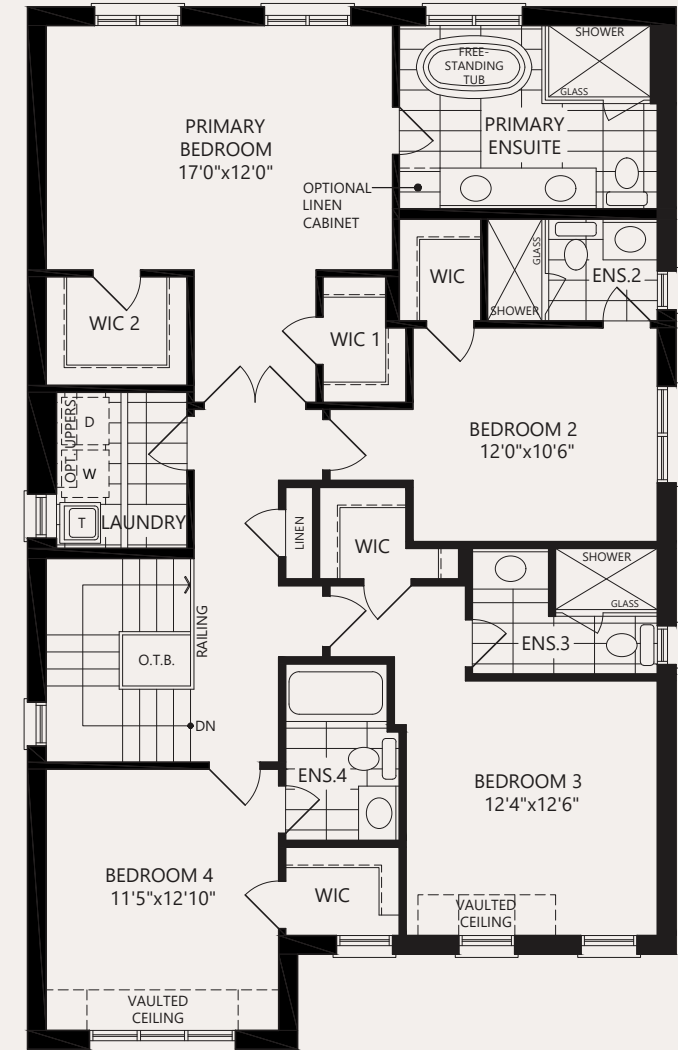 SHOWER
FREE-
STANDING
TUB
GLASS
PRIMARY
BEDROOM
17'0"x12'0"
PRIMARY
ENSUITE
OPTIONAL
LINEN
CABINET
WIC
GLASS
SHOWER
ENS.2
WIC 2
WIC 1
OPT. UPPERS
D
W
T
LAUNDRY
BEDROOM 2
12'0"x10'6"
LINEN
WIC
SHOWER
GLASS
ENS.3
RAILING
O.T.B.
DN
ENS.4
BEDROOM 3
12'4"x12'6"
BEDROOM 4
11'5"x12'10"
WIC
VAULTED
CEILING
VAULTED
CEILING